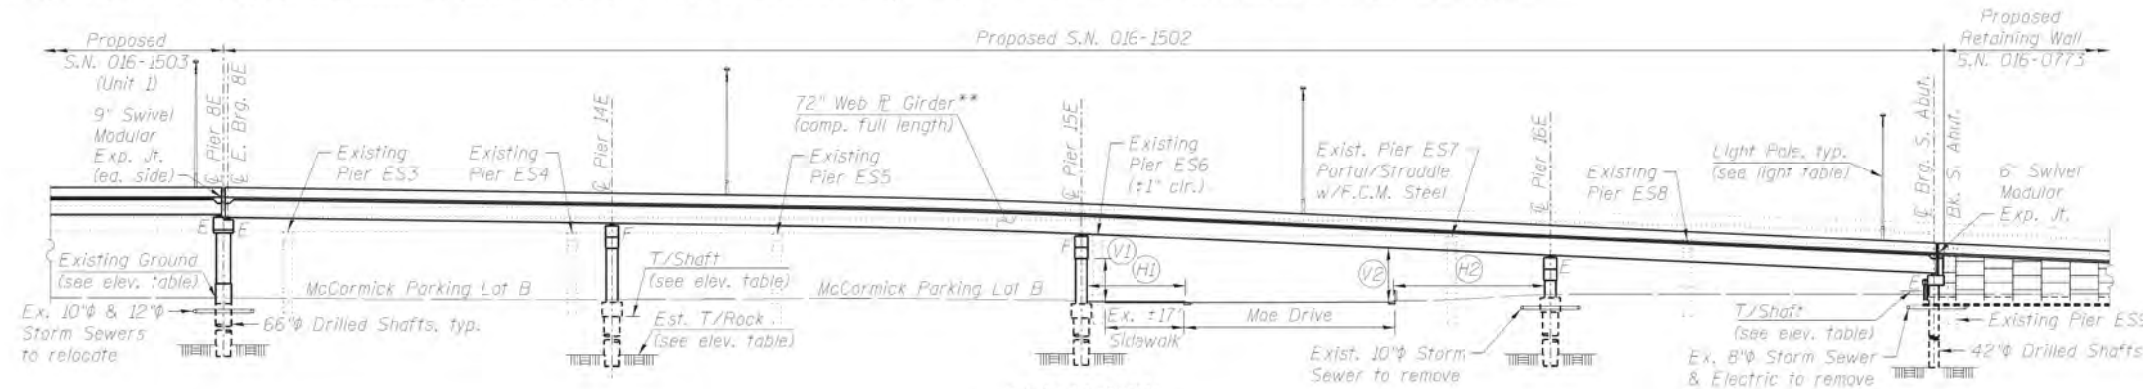 Proposed
S.N. 016-1503
(Unit 1)
Proposed S.N. 016-1502
Proposed
Retaining Wall
S.N. 016-0773
9" Swivel
Modular
Exp. Jt.
(ea. side)
℄ Pier 8E
℄ E. Brg. 8E
Existing
Pier ES3
Existing
Pier ES4
℄ Pier 14E
72" Web ⅊ Girder**
(comp. full length)
Existing
Pier ES5
℄ Pier 15E
Existing
Pier ES6
(±1" clr.)
Exist. Pier ES7
Portal/Straddle
w/F.C.M. Steel
℄ Pier 16E
Existing
Pier ES8
Light Pole, typ.
(see light table)
℄ Brg. S. Abut.
Bk. S. Abut.
6" Swivel
Modular
Exp. Jt.
E
E
F
F
E
Existing Ground
(see elev. table)
McCormick Parking Lot B
T/Shaft
(see elev. table)
McCormick Parking Lot B
V1
H1
V2
H2
Ex. 10"ϕ & 12"ϕ
Storm Sewers
to relocate
66"ϕ Drilled Shafts, typ.
Est. T/Rock
(see elev. table)
Ex. ±17'
Sidewalk
Moe Drive
Exist. 10"ϕ Storm
Sewer to remove
T/Shaft
(see elev. table)
Ex. 8"ϕ Storm Sewer
& Electric to remove
Existing Pier ES9
42"ϕ Drilled Shafts